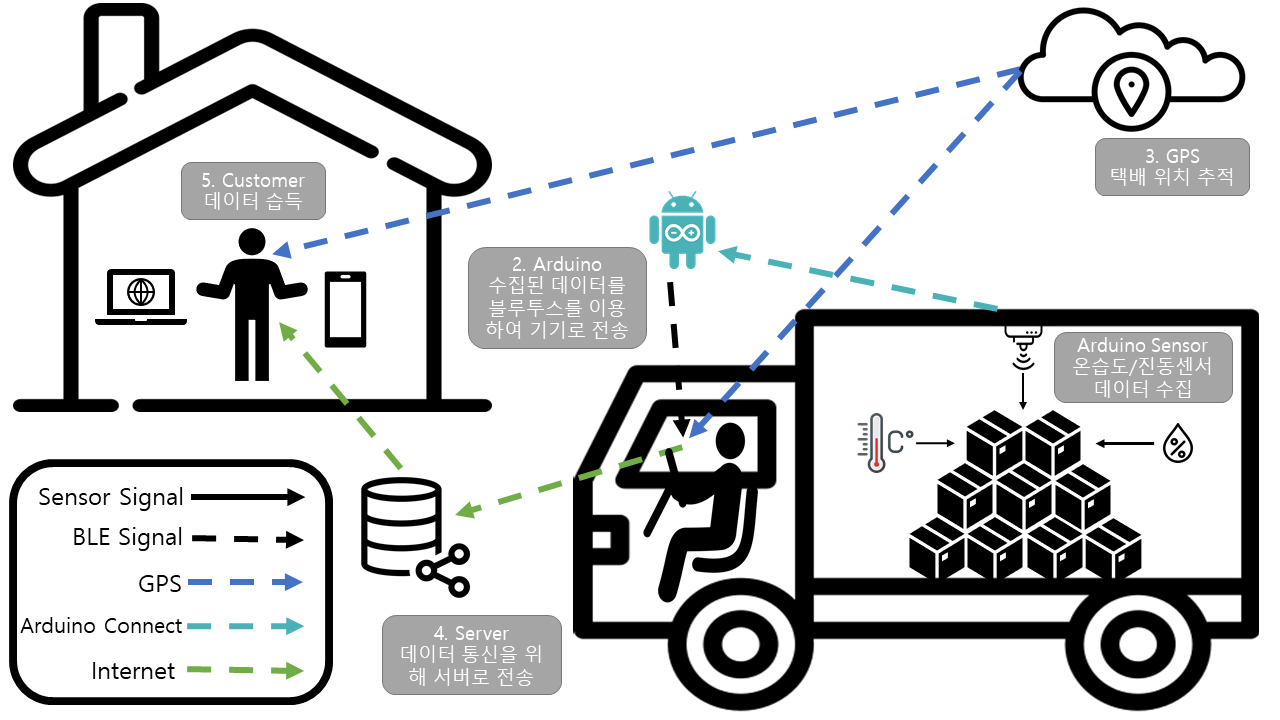 3. GPS
택배 위치 추적
5. Customer
데이터 습득
2. Arduino
수집된 데이터를
블루투스를 이용
하여 기기로 전송
Arduino Sensor
온습도/진동센서
데이터 수집
C°
%
Sensor Signal
BLE Signal
GPS
Arduino Connect
Internet
4. Server
데이터 통신을 위
해 서버로 전송